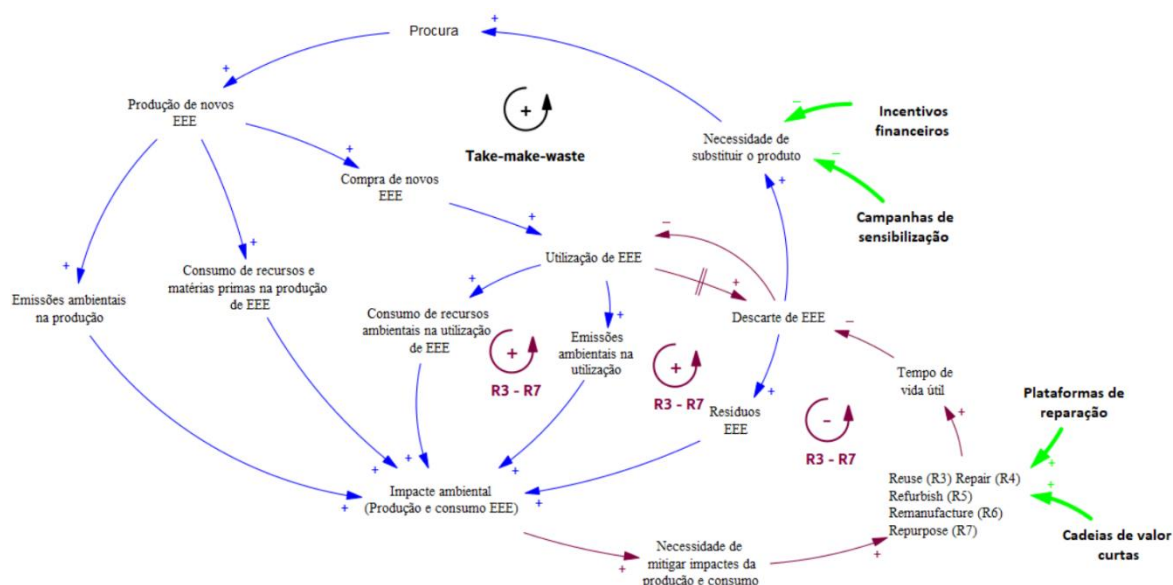 Procura
Produção de novos
EEE
Take-make-waste
Necessidade de
substituir o produto
Incentivos
financeiros
Compra de novos
EEE
Campanhas de
sensibilização
Utilização de EEE
Consumo de recursos e
matérias primas na produção
de EEE
Emissões ambientais
na produção
Consumo de recursos
ambientais na utilização
de EEE
Emissões
ambientais na
utilização
Descarte de EEE
R3 - R7
R3 - R7
Tempo de
vida útil
Resíduos
EEE
R3 - R7
Plataformas de
reparação
Impacte ambiental
(Produção e consumo EEE)
Reuse (R3) Repair (R4)
Refurbish (R5)
Remanufacture (R6)
Repurpose (R7)
Cadeias de valor
curtas
Necessidade de
mitigar impactes da
produção e consumo